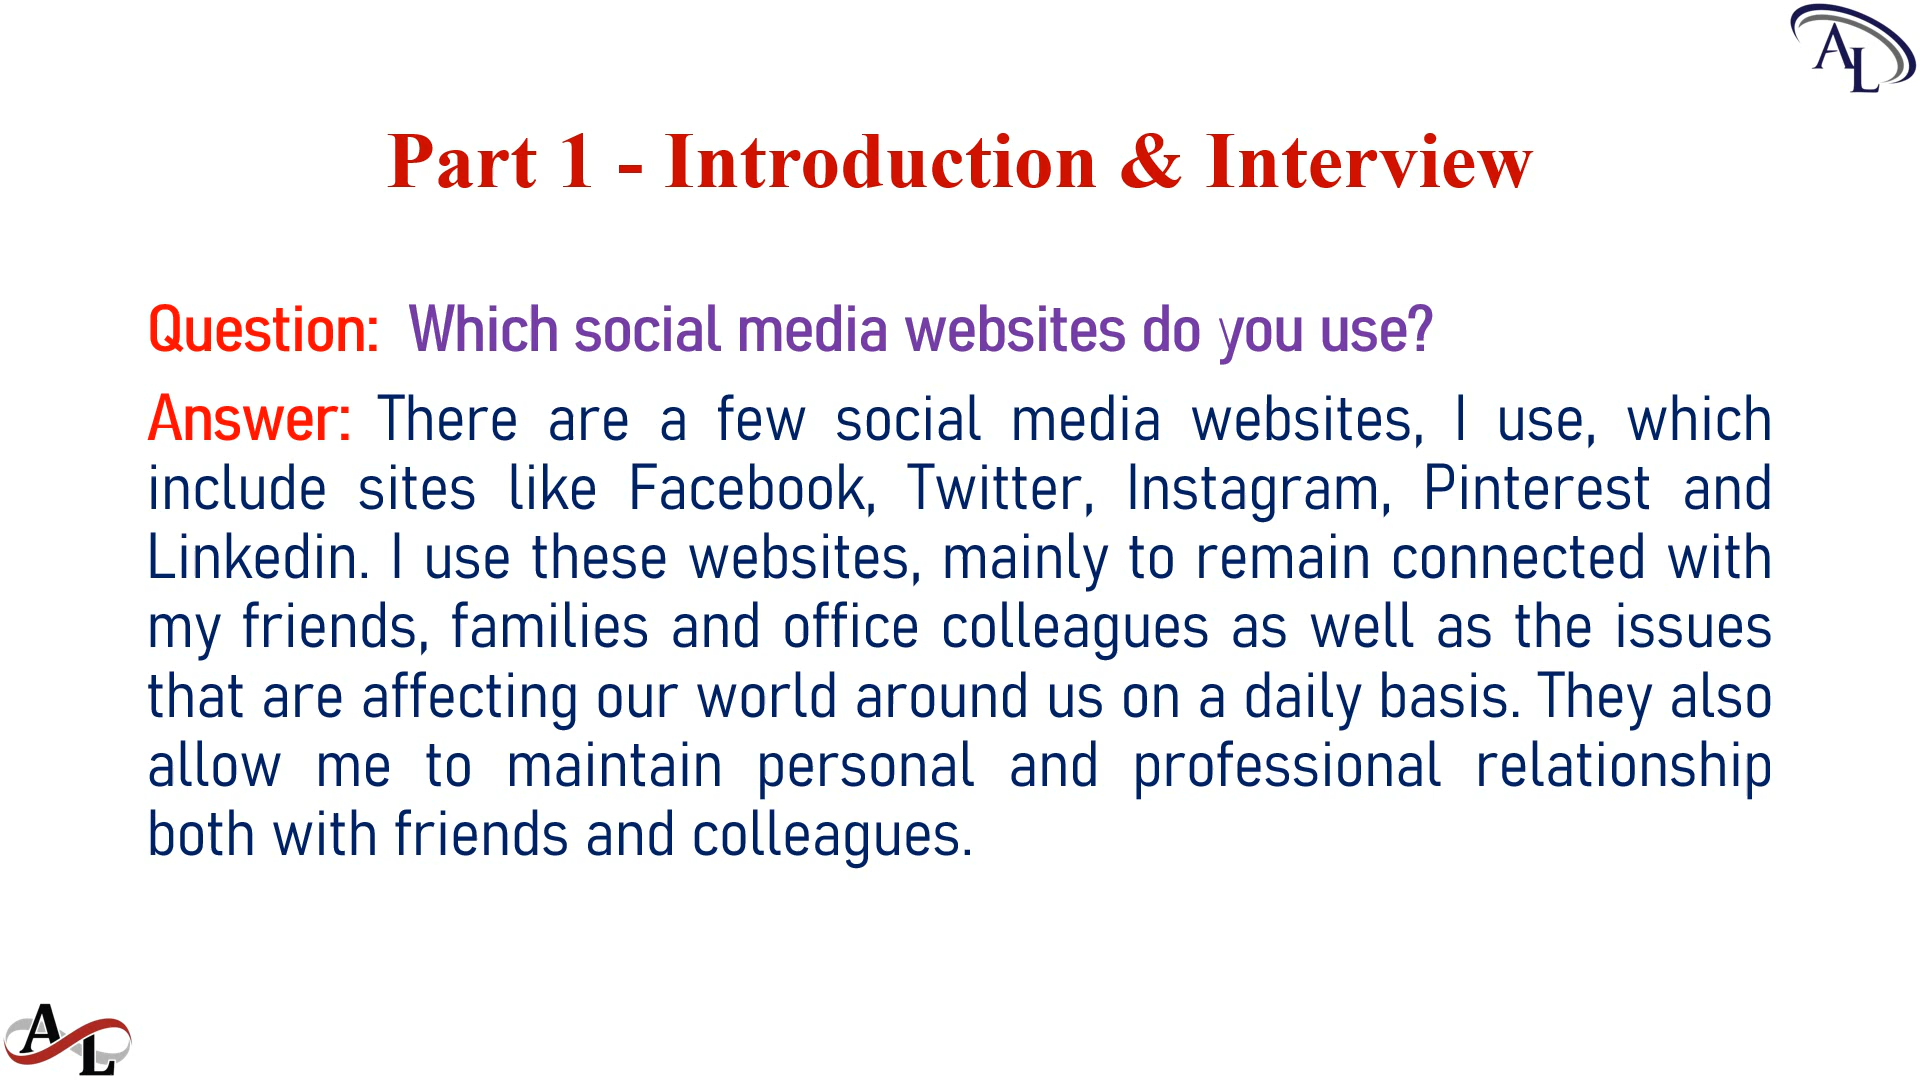 AL
Part 1 - Introduction & Interview
Question: Which social media websites do you use?
Answer: There are a few social media websites, I use, which
include sites like Facebook, Twitter, Instagram, Pinterest and
Linkedin. I use these websites, mainly to remain connected with
my friends, families and office colleagues as well as the issues
that are affecting our world around us on a daily basis. They also
allow me to maintain personal and professional relationship
both with friends and colleagues.
AL